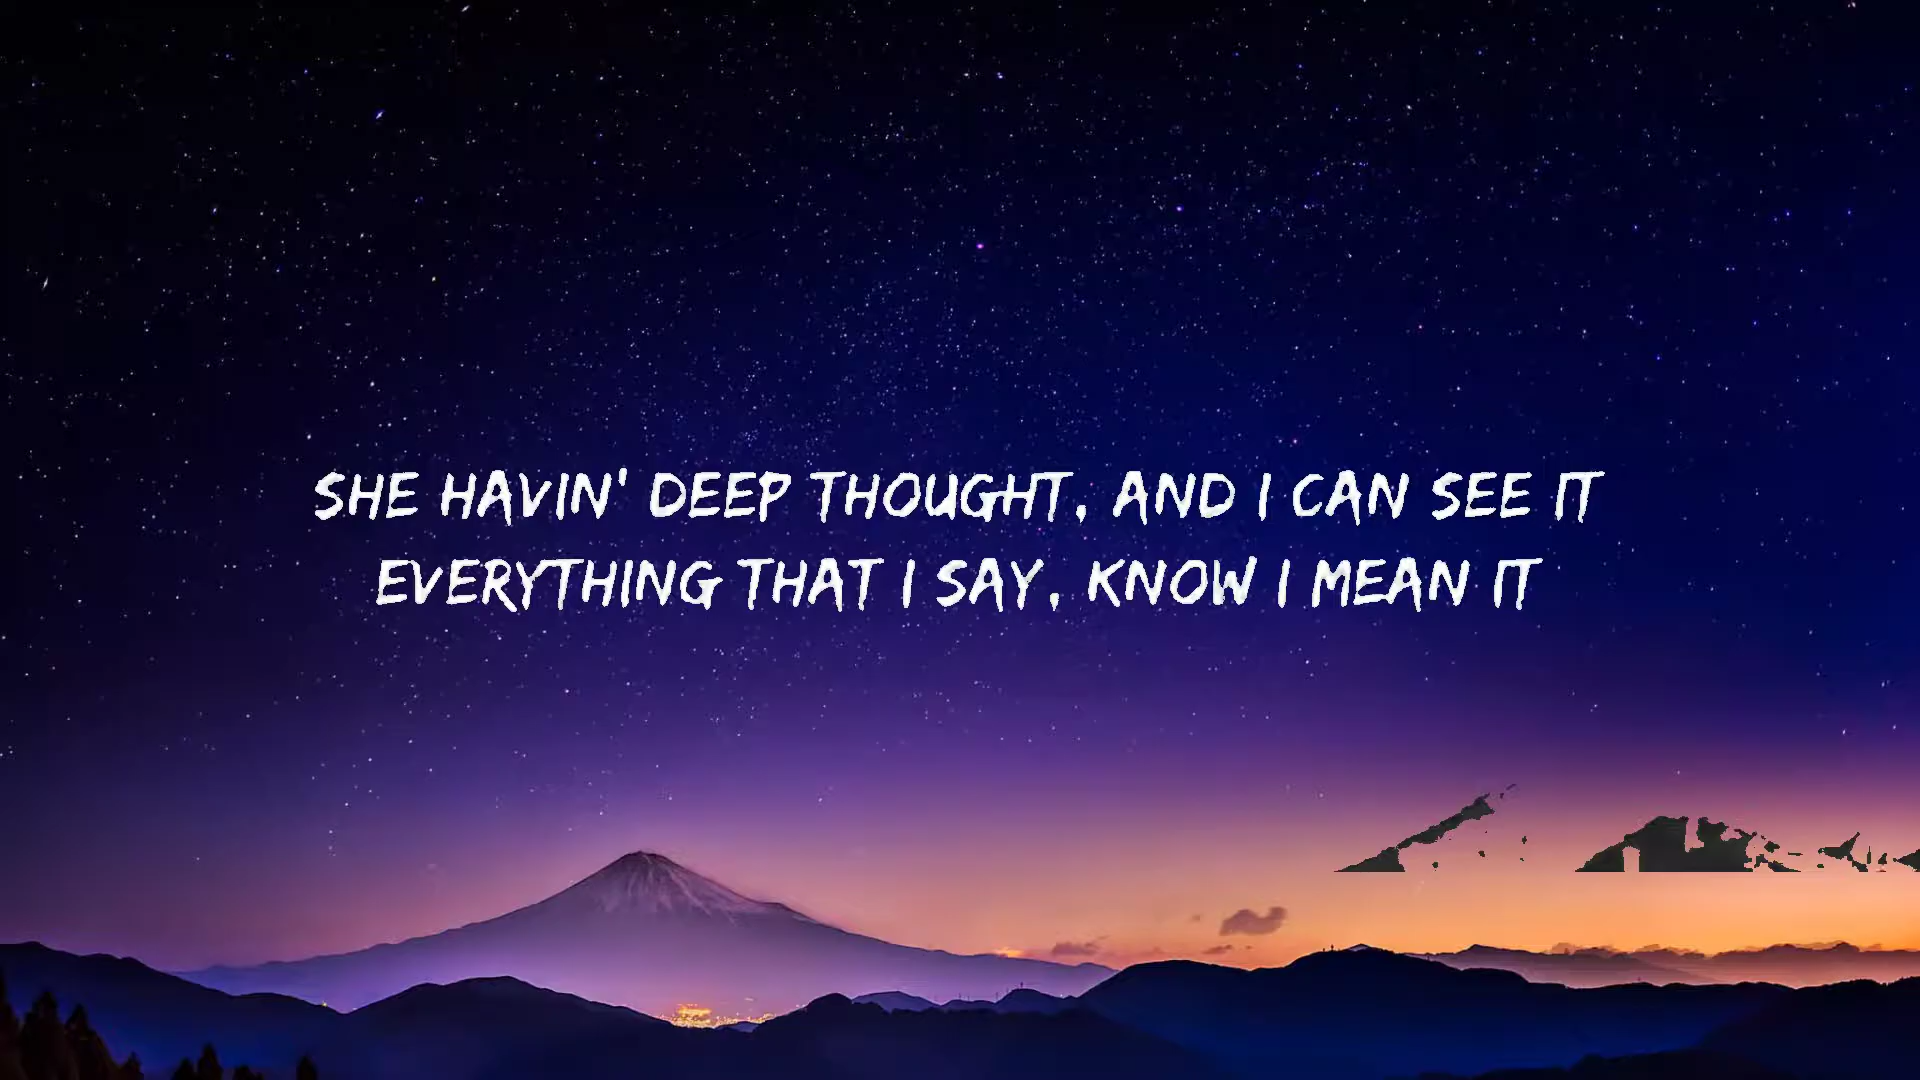 SHE HAVIN' DEEP THOUGHT, AND I CAN SEE IT
EVERYTHING THAT I SAY, KNOW I MEAN IT